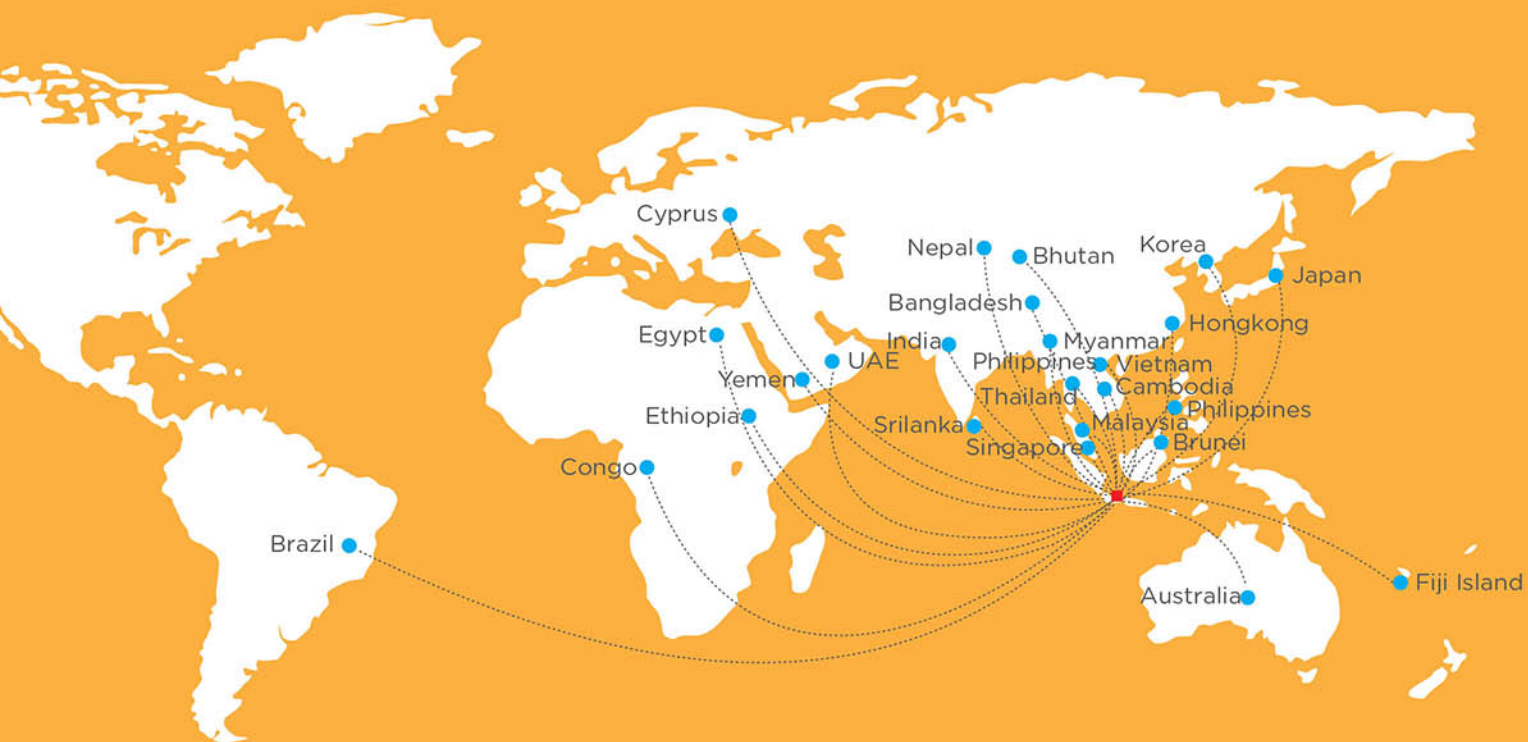 Cyprus
Nepal
Bhutan
Korea
Japan
Bangladesh
Hongkong
Egypt
India
Myanmar
UAE
Philippines
Vietnam
Yemen
Cambodia
Thailand
Philippines
Ethiopia
Malaysia
Srilanka
Brunei
Singapore
Congo
Brazil
Fiji Island
Australia